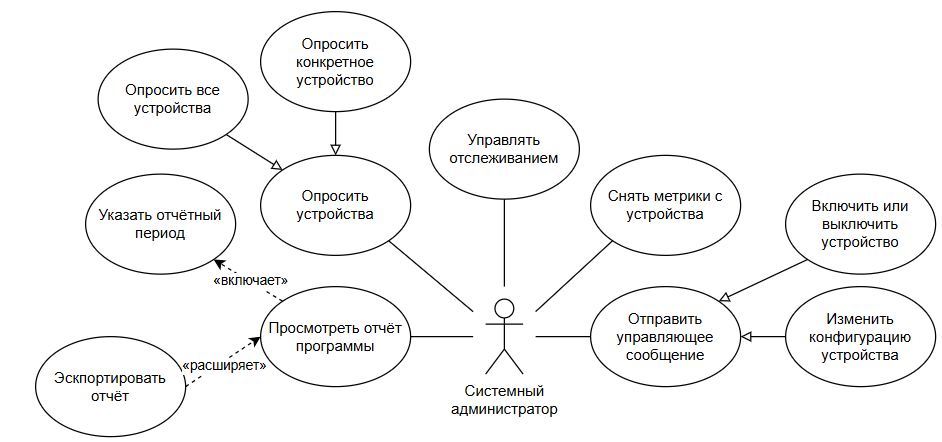 Опросить
конкретное
устройство
Опросить все
устройства
Управлять
отслеживанием
Указать отчётный
период
Опросить
устройства
Снять метрики с
устройства
Включить или
выключить
устройство
«включает»
Просмотреть отчёт
программы
Отправить
управляющее
сообщение
Изменить
конфигурацию
устройства
«расширяет»
Эскпортировать
отчёт
Системный
администратор